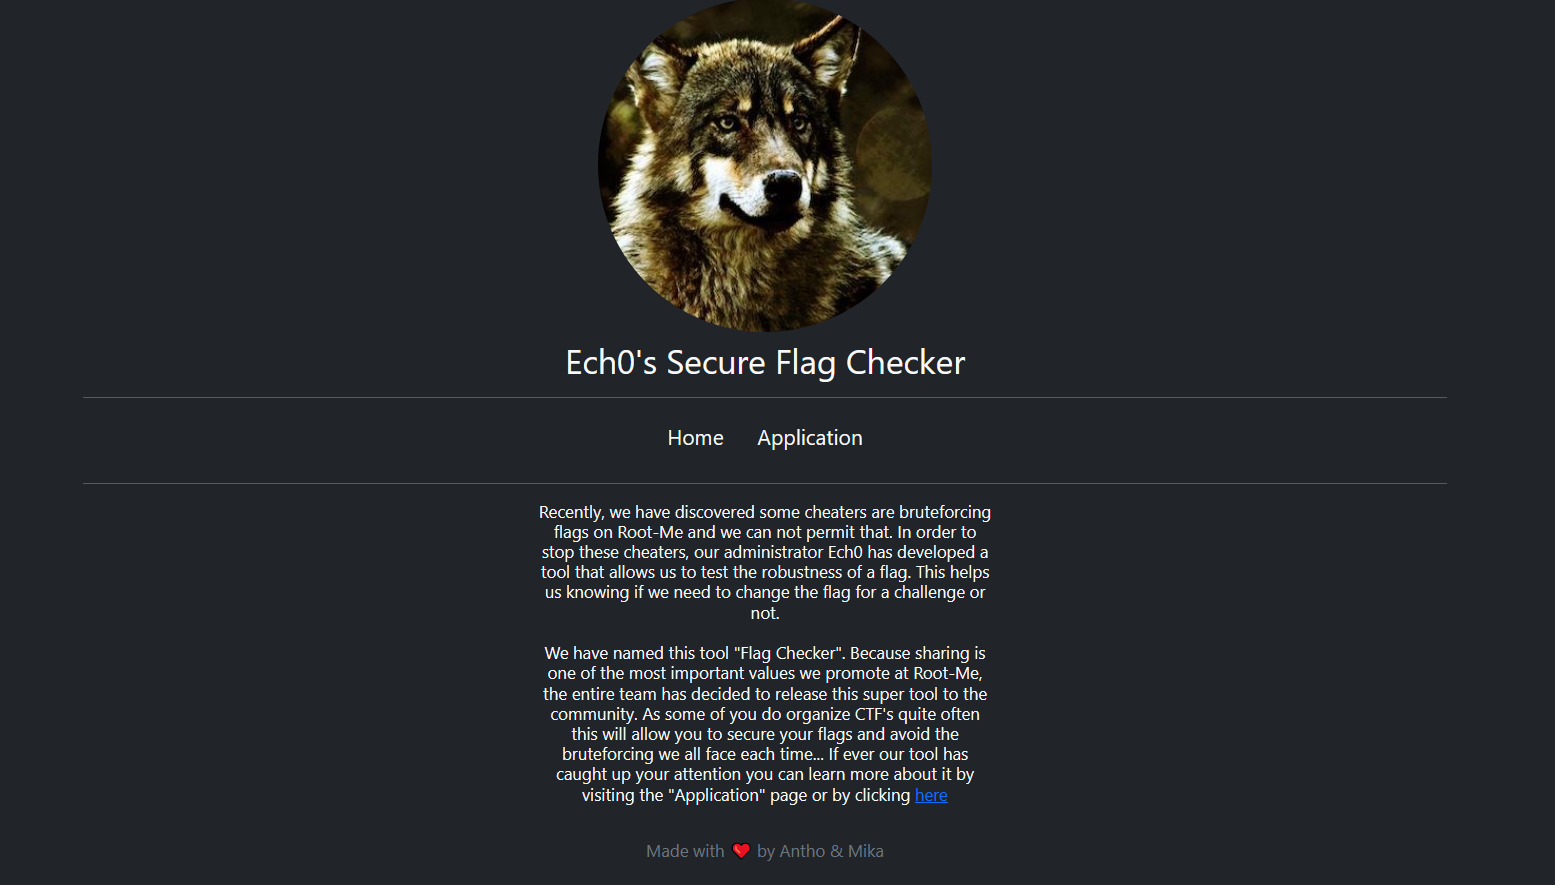 Ech0's Secure Flag Checker
Home Application
Recently, we have discovered some cheaters are bruteforcing
flags on Root-Me and we can not permit that. In order to
stop these cheaters, our administrator Ech0 has developed a
tool that allows us to test the robustness of a flag. This helps
us knowing if we need to change the flag for a challenge or
not.
We have named this tool "Flag Checker". Because sharing is
one of the most important values we promote at Root-Me,
the entire team has decided to release this super tool to the
community. As some of you do organize CTF's quite often
this will allow you to secure your flags and avoid the
bruteforcing we all face each time... If ever our tool has
caught up your attention you can learn more about it by
visiting the "Application" page or by clicking here
Made with ❤️ by Antho & Mika